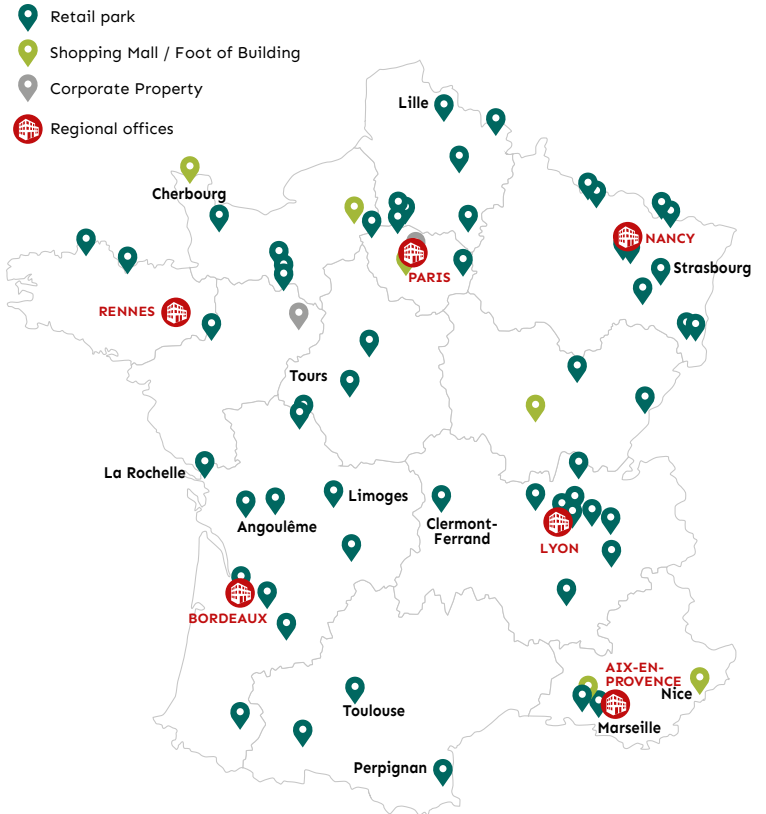 Retail park
Shopping Mall / Foot of Building
Corporate Property
Regional offices
Lille
Cherbourg
NANCY
Strasbourg
PARIS
RENNES
Tours
La Rochelle
Limoges
Angoulême
Clermont-
Ferrand
LYON
BORDEAUX
AIX-EN-
PROVENCE
Nice
Toulouse
Marseille
Perpignan